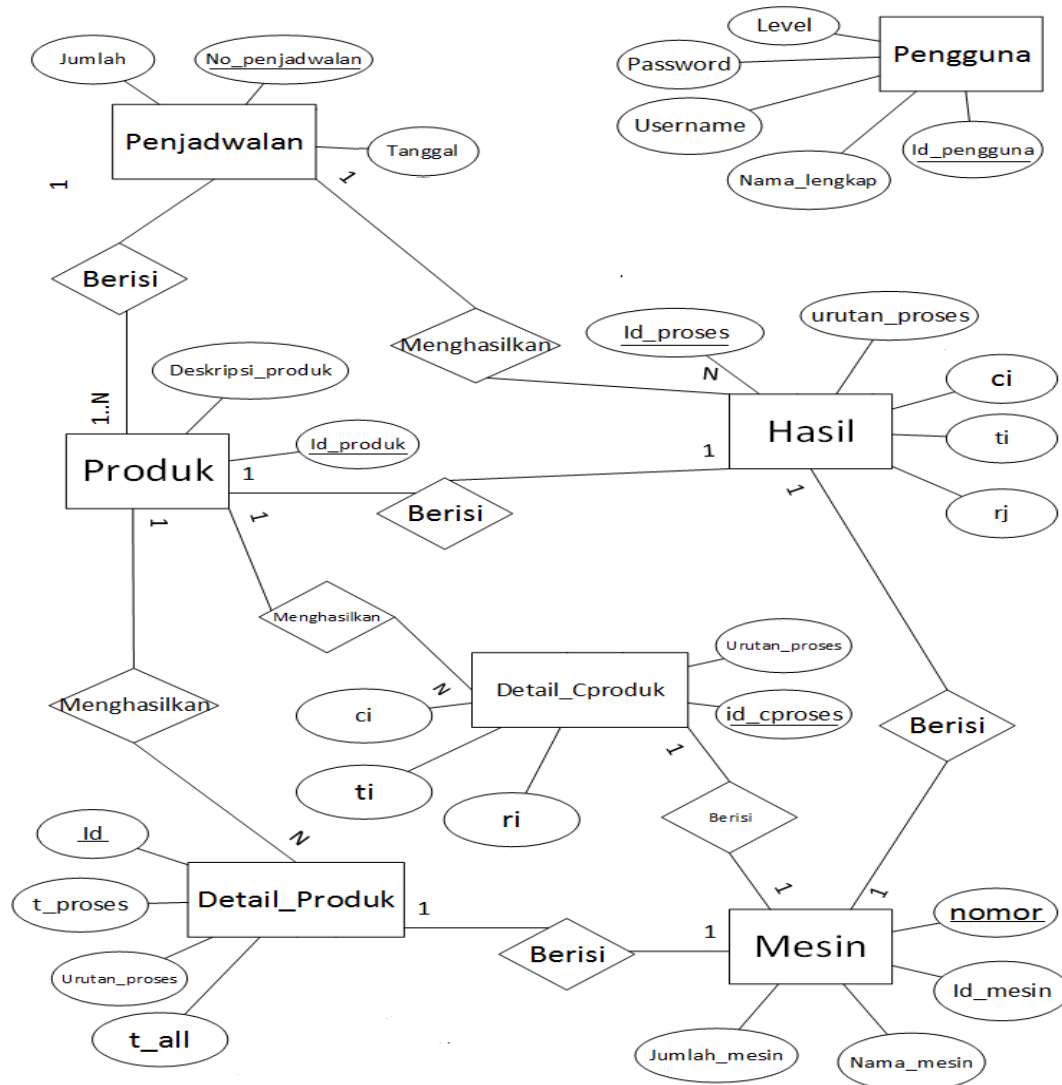 Level
Jumlah
No_penjadwalan
Pengguna
Password
Penjadwalan
Username
Tanggal
Id_pengguna
1
1
Nama_lengkap
Berisi
urutan_proses
Id_proses
Menghasilkan
Deskripsi_produk
N
ci
1..N
Hasil
Id_produk
ti
Produk
1
1
1
1
1
Berisi
rj
Menghasilkan
Urutan_proses
Detail_Cproduk
N
Menghasilkan
ci
id_cproses
Berisi
1
ti
ri
Berisi
Id
N
1
1
t_proses
Detail_Produk
1
nomor
1
Mesin
Berisi
Urutan_proses
Id_mesin
t_all
Jumlah_mesin
Nama_mesin